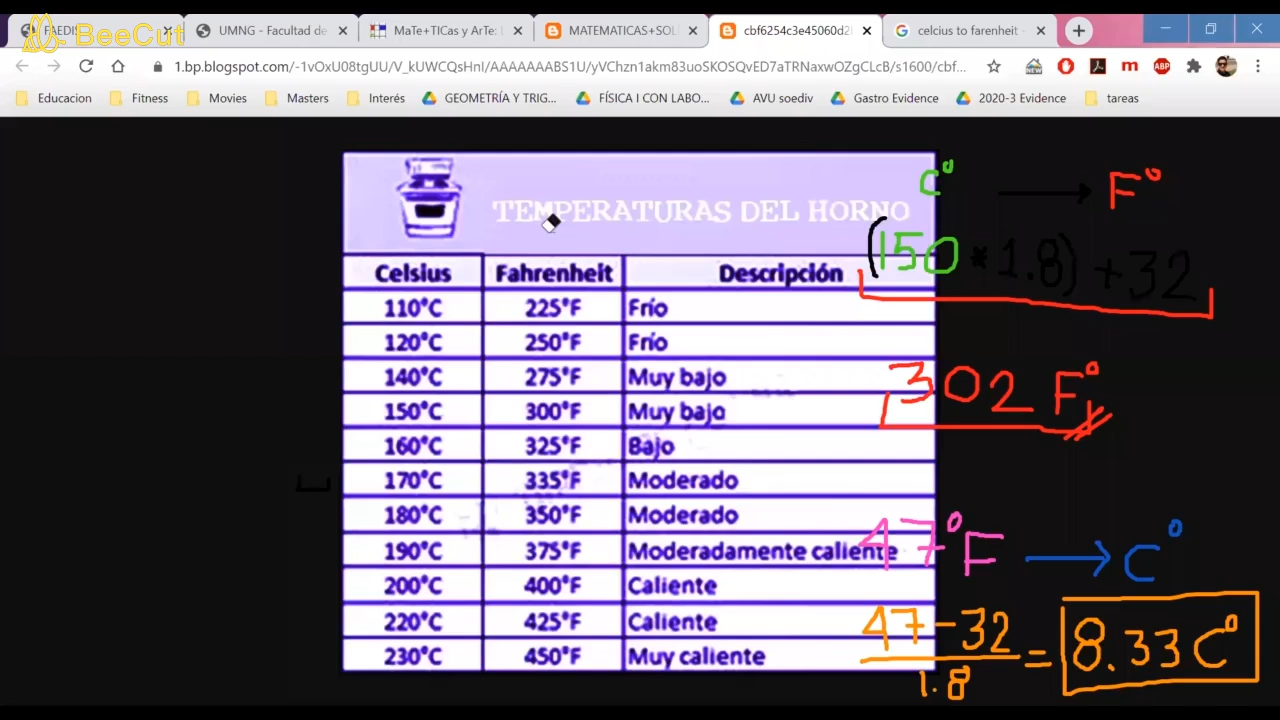 FAEDIS
UMNG - Facultad de
MaTe+TICas y ArTe: L
MATEMATICAS+SOL
cbf6254c3e45060d2
celcius to farenheit -
BeeCut
1.bp.blogspot.com/-1vOxU08tgUU/V_kUWCQsHnI/AAAAAAABS1U/yVChzn1akm83uoSKOSQvED7aTRNaxwOZgCLcB/s1600/cbf...
NEW
ABP
Educacion
Fitness
Movies
Masters
Interés
GEOMETRÍA Y TRIG...
FÍSICA I CON LABO...
AVU soediv
Gastro Evidence
2020-3 Evidence
tareas
TEMPERATURAS DEL HORNO
Celsius Fahrenheit Descripción
110°C 225°F Frío
120°C 250°F Frío
140°C 275°F Muy bajo
150°C 300°F Muy bajo
160°C 325°F Bajo
170°C 335°F Moderado
180°C 350°F Moderado
190°C 375°F Moderadamente caliente
200°C 400°F Caliente
220°C 425°F Caliente
230°C 450°F Muy caliente
C° → F°
(150 * 1.8) + 32
302 F°
47°F → C°
47 - 32
1.8
= 8.33 C°